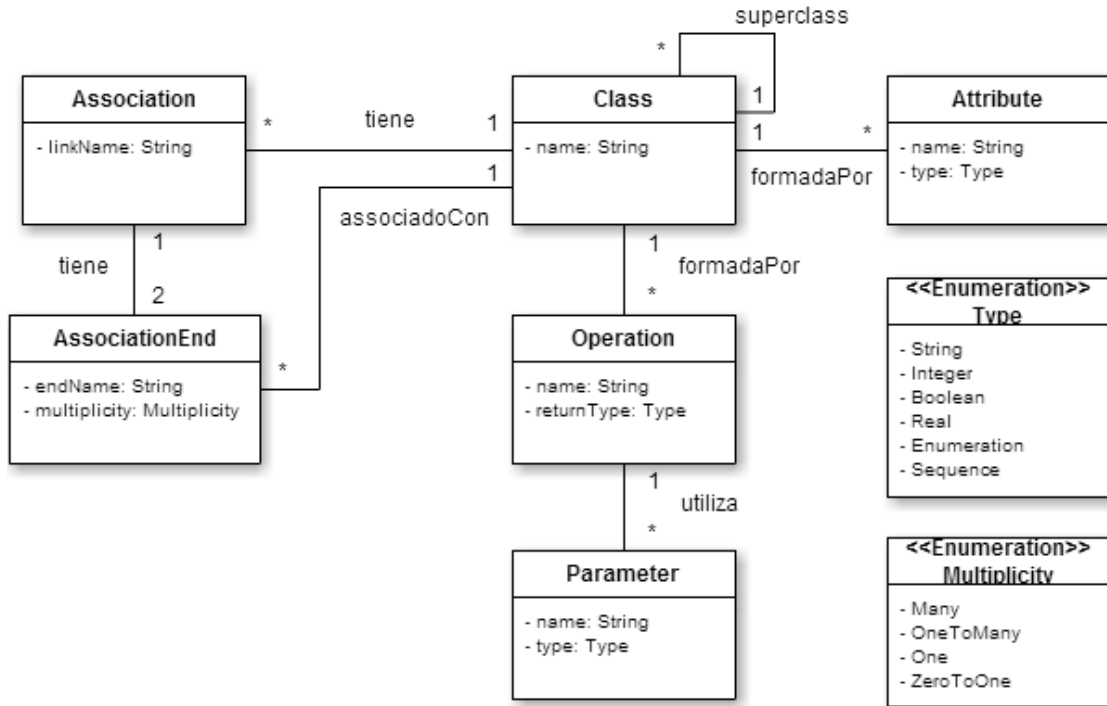 superclass
*
1
Association
- linkName: String
*
tiene
1
Class
- name: String
1
*
formadaPor
Attribute
- name: String
- type: Type
1
associadoCon
*
1
tiene
2
AssociationEnd
- endName: String
- multiplicity: Multiplicity
1
formadaPor
*
Operation
- name: String
- returnType: Type
<<Enumeration>>
Type
- String
- Integer
- Boolean
- Real
- Enumeration
- Sequence
1
utiliza
*
Parameter
- name: String
- type: Type
<<Enumeration>>
Multiplicity
- Many
- OneToMany
- One
- ZeroToOne